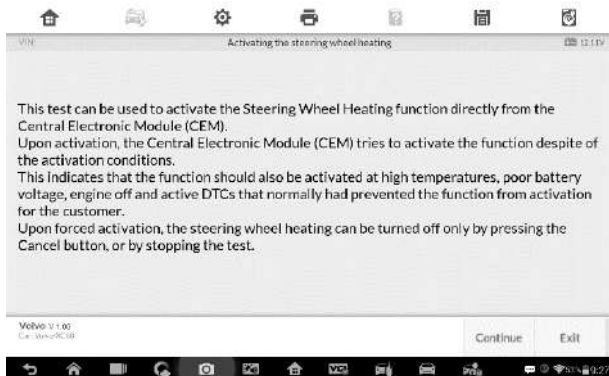 VIN:
Activating the steering wheel heating
This test can be used to activate the Steering Wheel Heating function directly from the
Central Electronic Module (CEM).
Upon activation, the Central Electronic Module (CEM) tries to activate the function despite of
the activation conditions.
This indicates that the function should also be activated at high temperatures, poor battery
voltage, engine off and active DTCs that normally had prevented the function from activation
for the customer.
Upon forced activation, the steering wheel heating can be turned off only by pressing the
Cancel button, or by stopping the test.
Volvo V 1.00
Continue
Exit
VCI
9:27